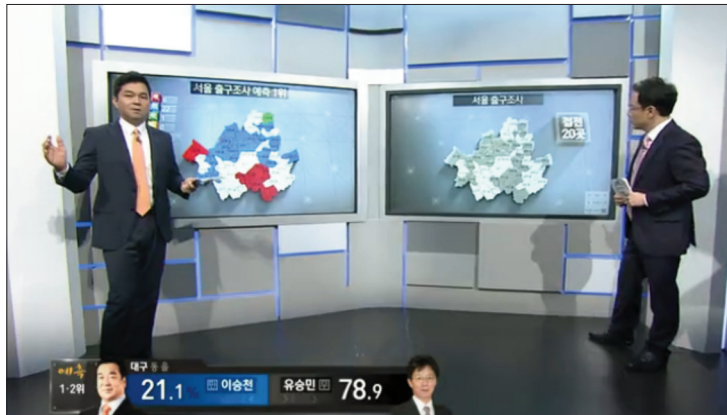 서울 출구조사 예측 1위
서울 출구조사
접전
20곳
예측
1·2위
대구 동 을
21.1%
이승천
유승민
78.9